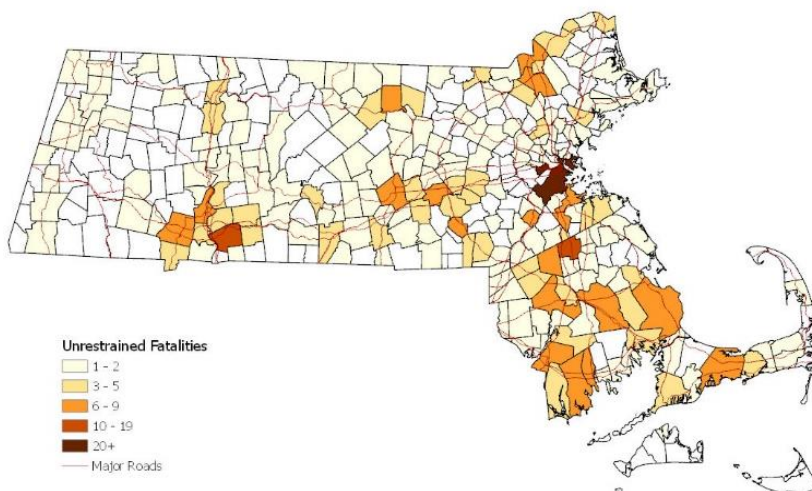 Unrestrained Fatalities
1 - 2
3 - 5
6 - 9
10 - 19
20+
Major Roads